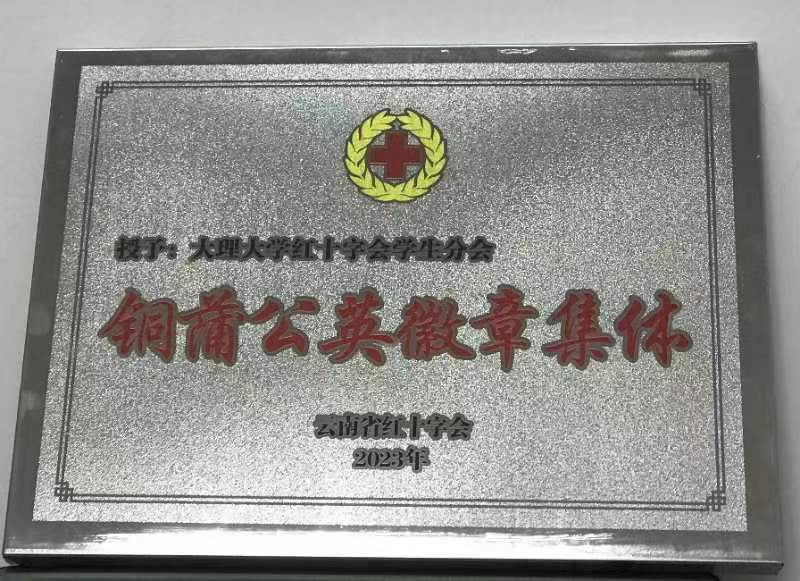 授予：大理大学红十字会学生分会
铜蒲公英徽章集体
云南省红十字会
2023年